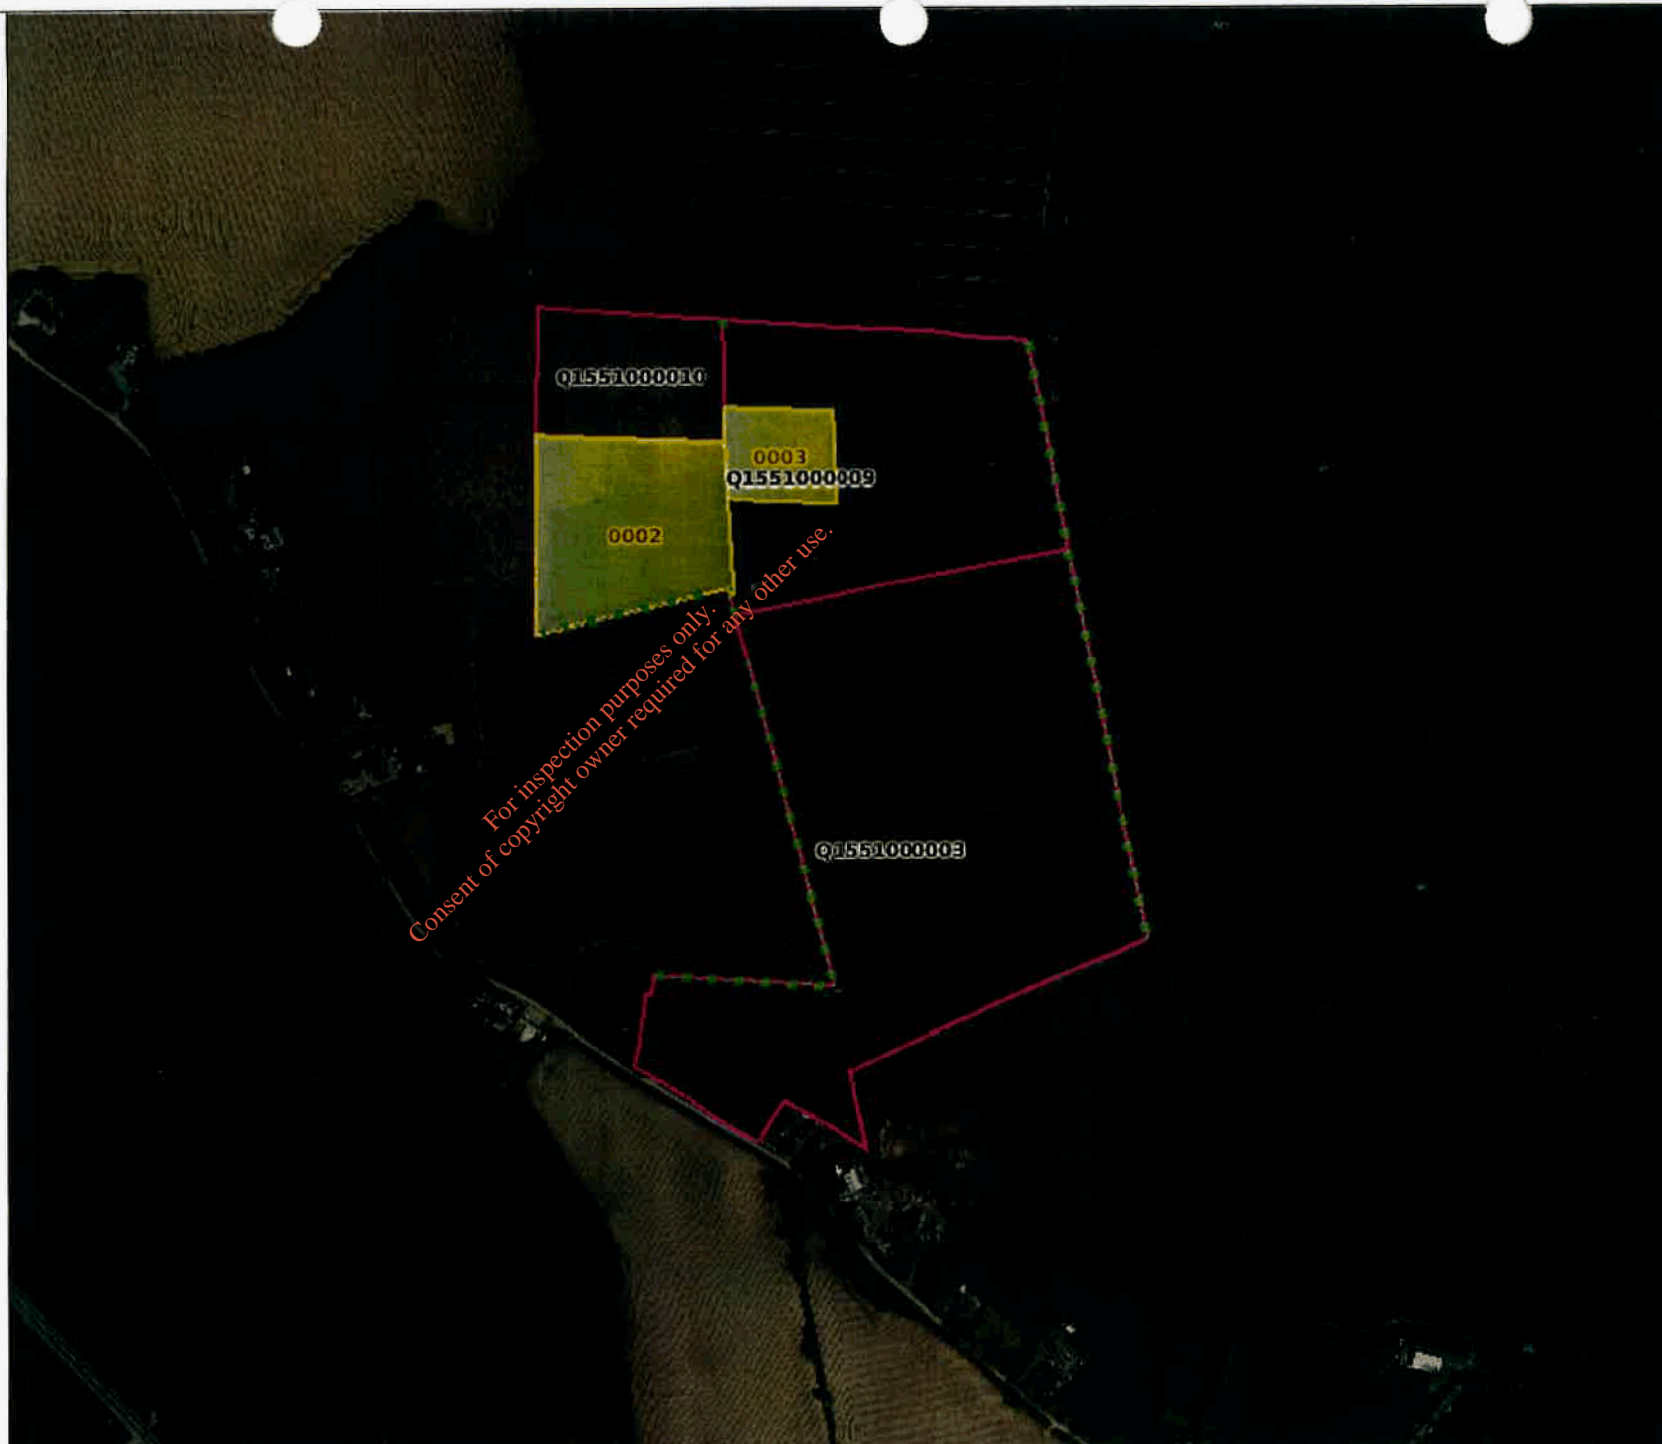 Q1551000010
0003
Q1551000009
0002
Q1551000003
For inspection purposes only.
Consent of copyright owner required for any other use.